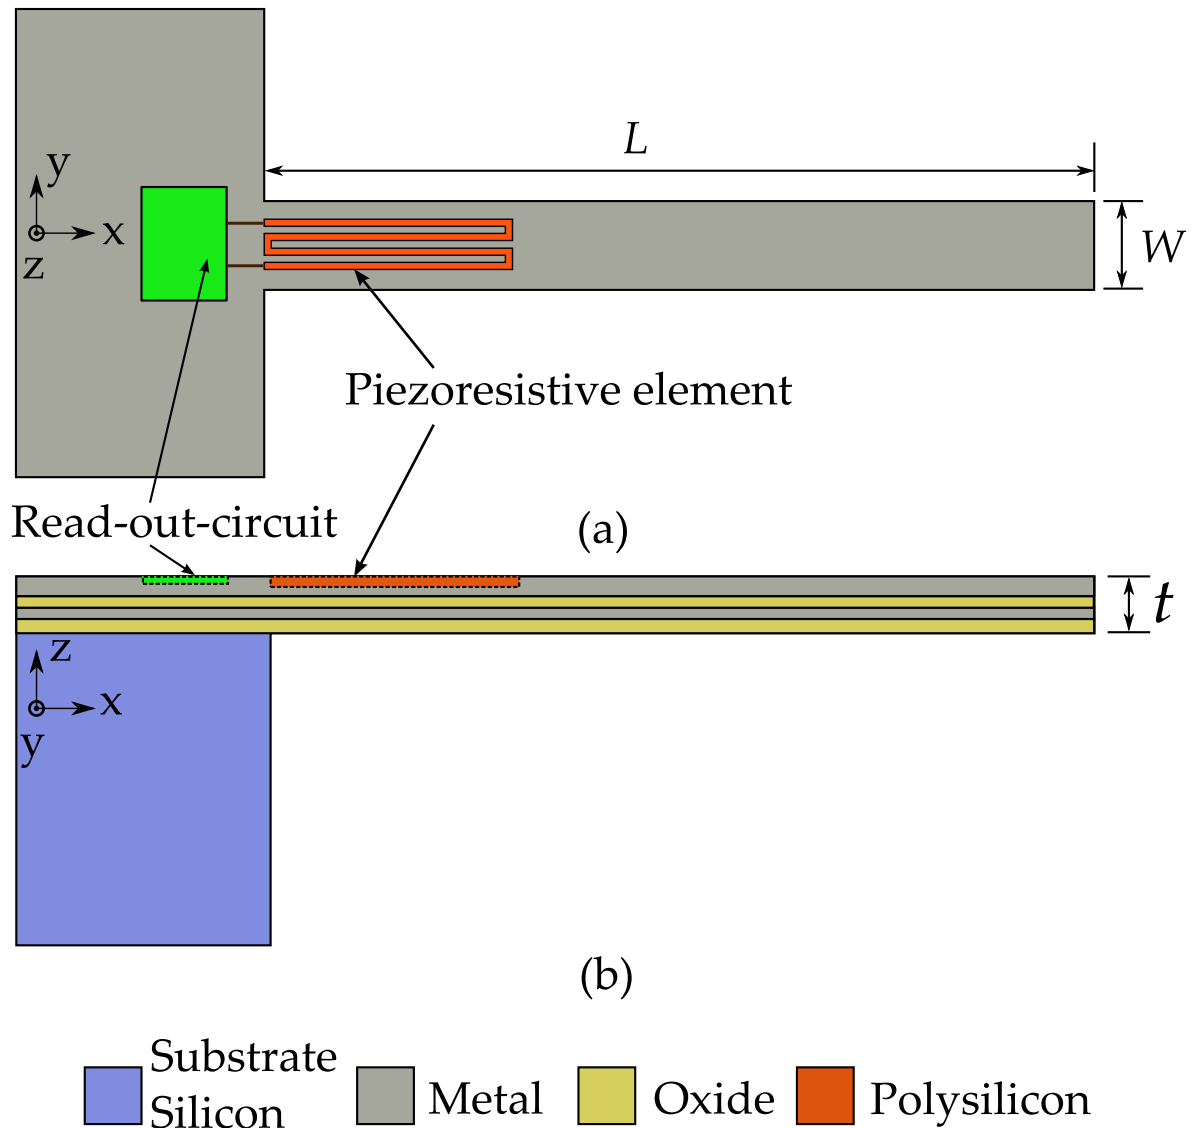 L
y
x
z
W
Piezoresistive element
Read-out-circuit
(a)
t
z
x
y
(b)
Substrate
Silicon
Metal
Oxide
Polysilicon